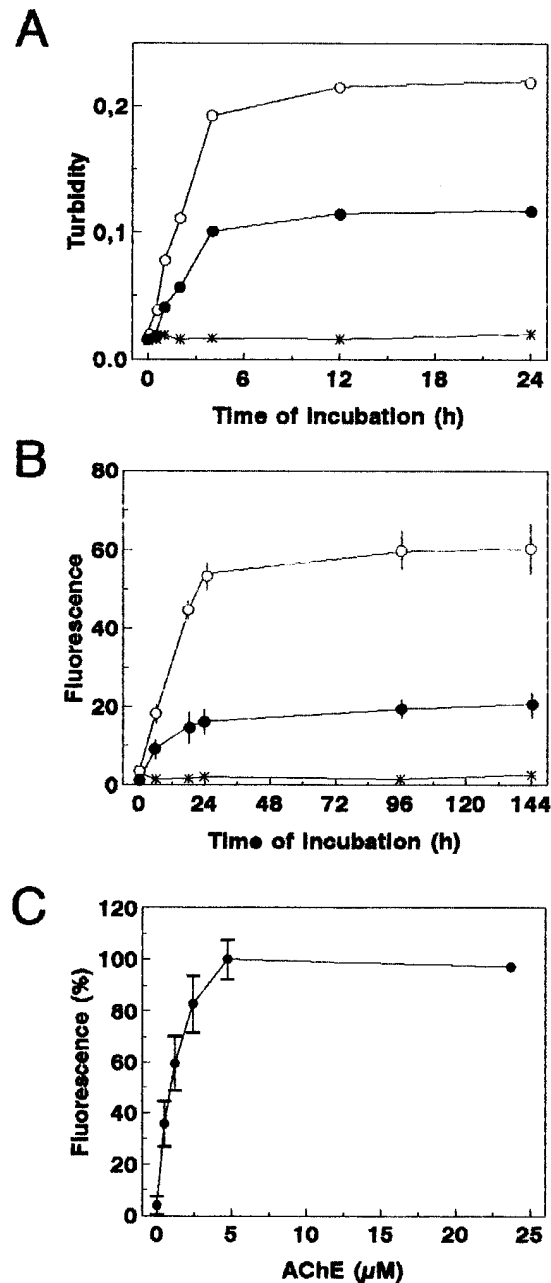 A
0,2
0,1
0.0
Turbidity
0 6 12 18 24
Time of Incubation (h)
B
80
60
40
20
0
Fluorescence
0 24 48 72 96 120 144
Time of Incubation (h)
C
120
100
80
60
40
20
0
Fluorescence (%)
0 5 10 15 20 25
AChE (µM)